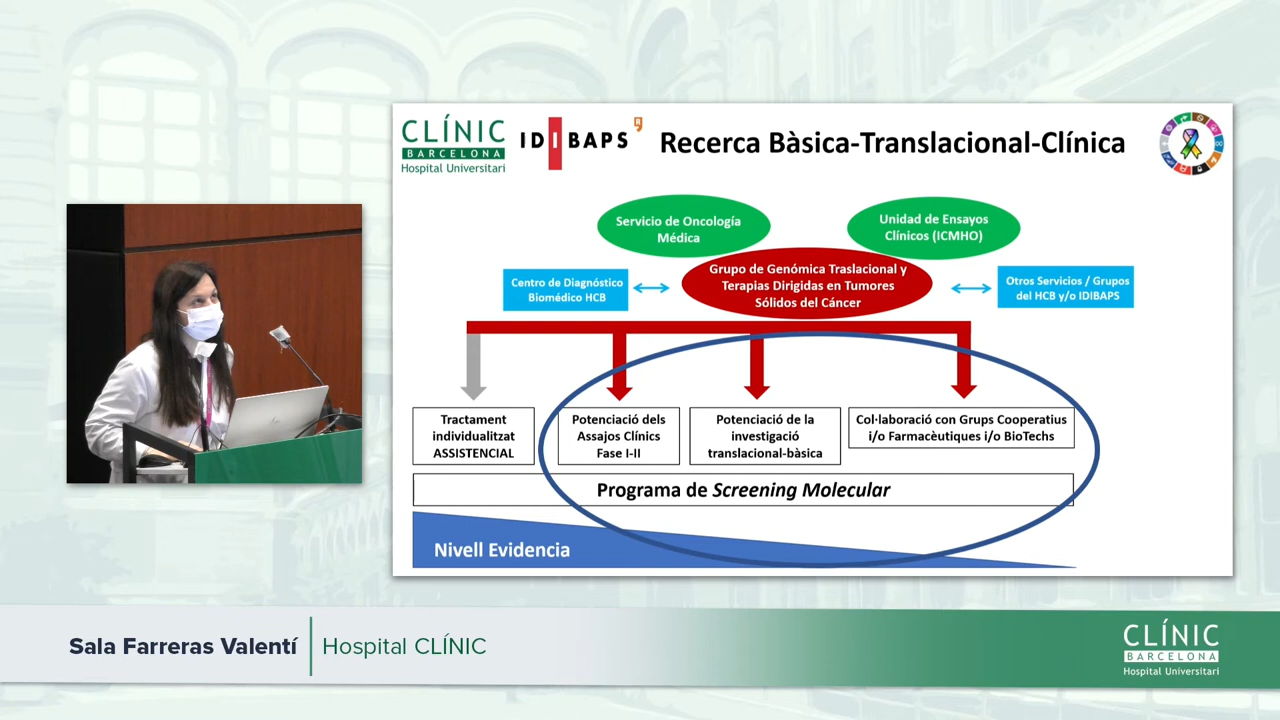 CLÍNIC
BARCELONA
Hospital Universitari
IDIBAPS
Recerca Bàsica-Translacional-Clínica
Servicio de Oncología
Médica
Unidad de Ensayos
Clínicos (ICMHO)
Centro de Diagnóstico
Biomédico HCB
Grupo de Genómica Traslacional y
Terapias Dirigidas en Tumores
Sólidos del Cáncer
Otros Servicios / Grupos
del HCB y/o IDIBAPS
Tractament
individualitzat
ASSISTENCIAL
Potenciació dels
Assajos Clínics
Fase I-II
Potenciació de la
investigació
translacional-bàsica
Col·laboració con Grups Cooperatius
i/o Farmacèutiques i/o BioTechs
Programa de Screening Molecular
Nivell Evidencia
Sala Farreras Valentí
Hospital CLÍNIC
CLÍNIC
BARCELONA
Hospital Universitari